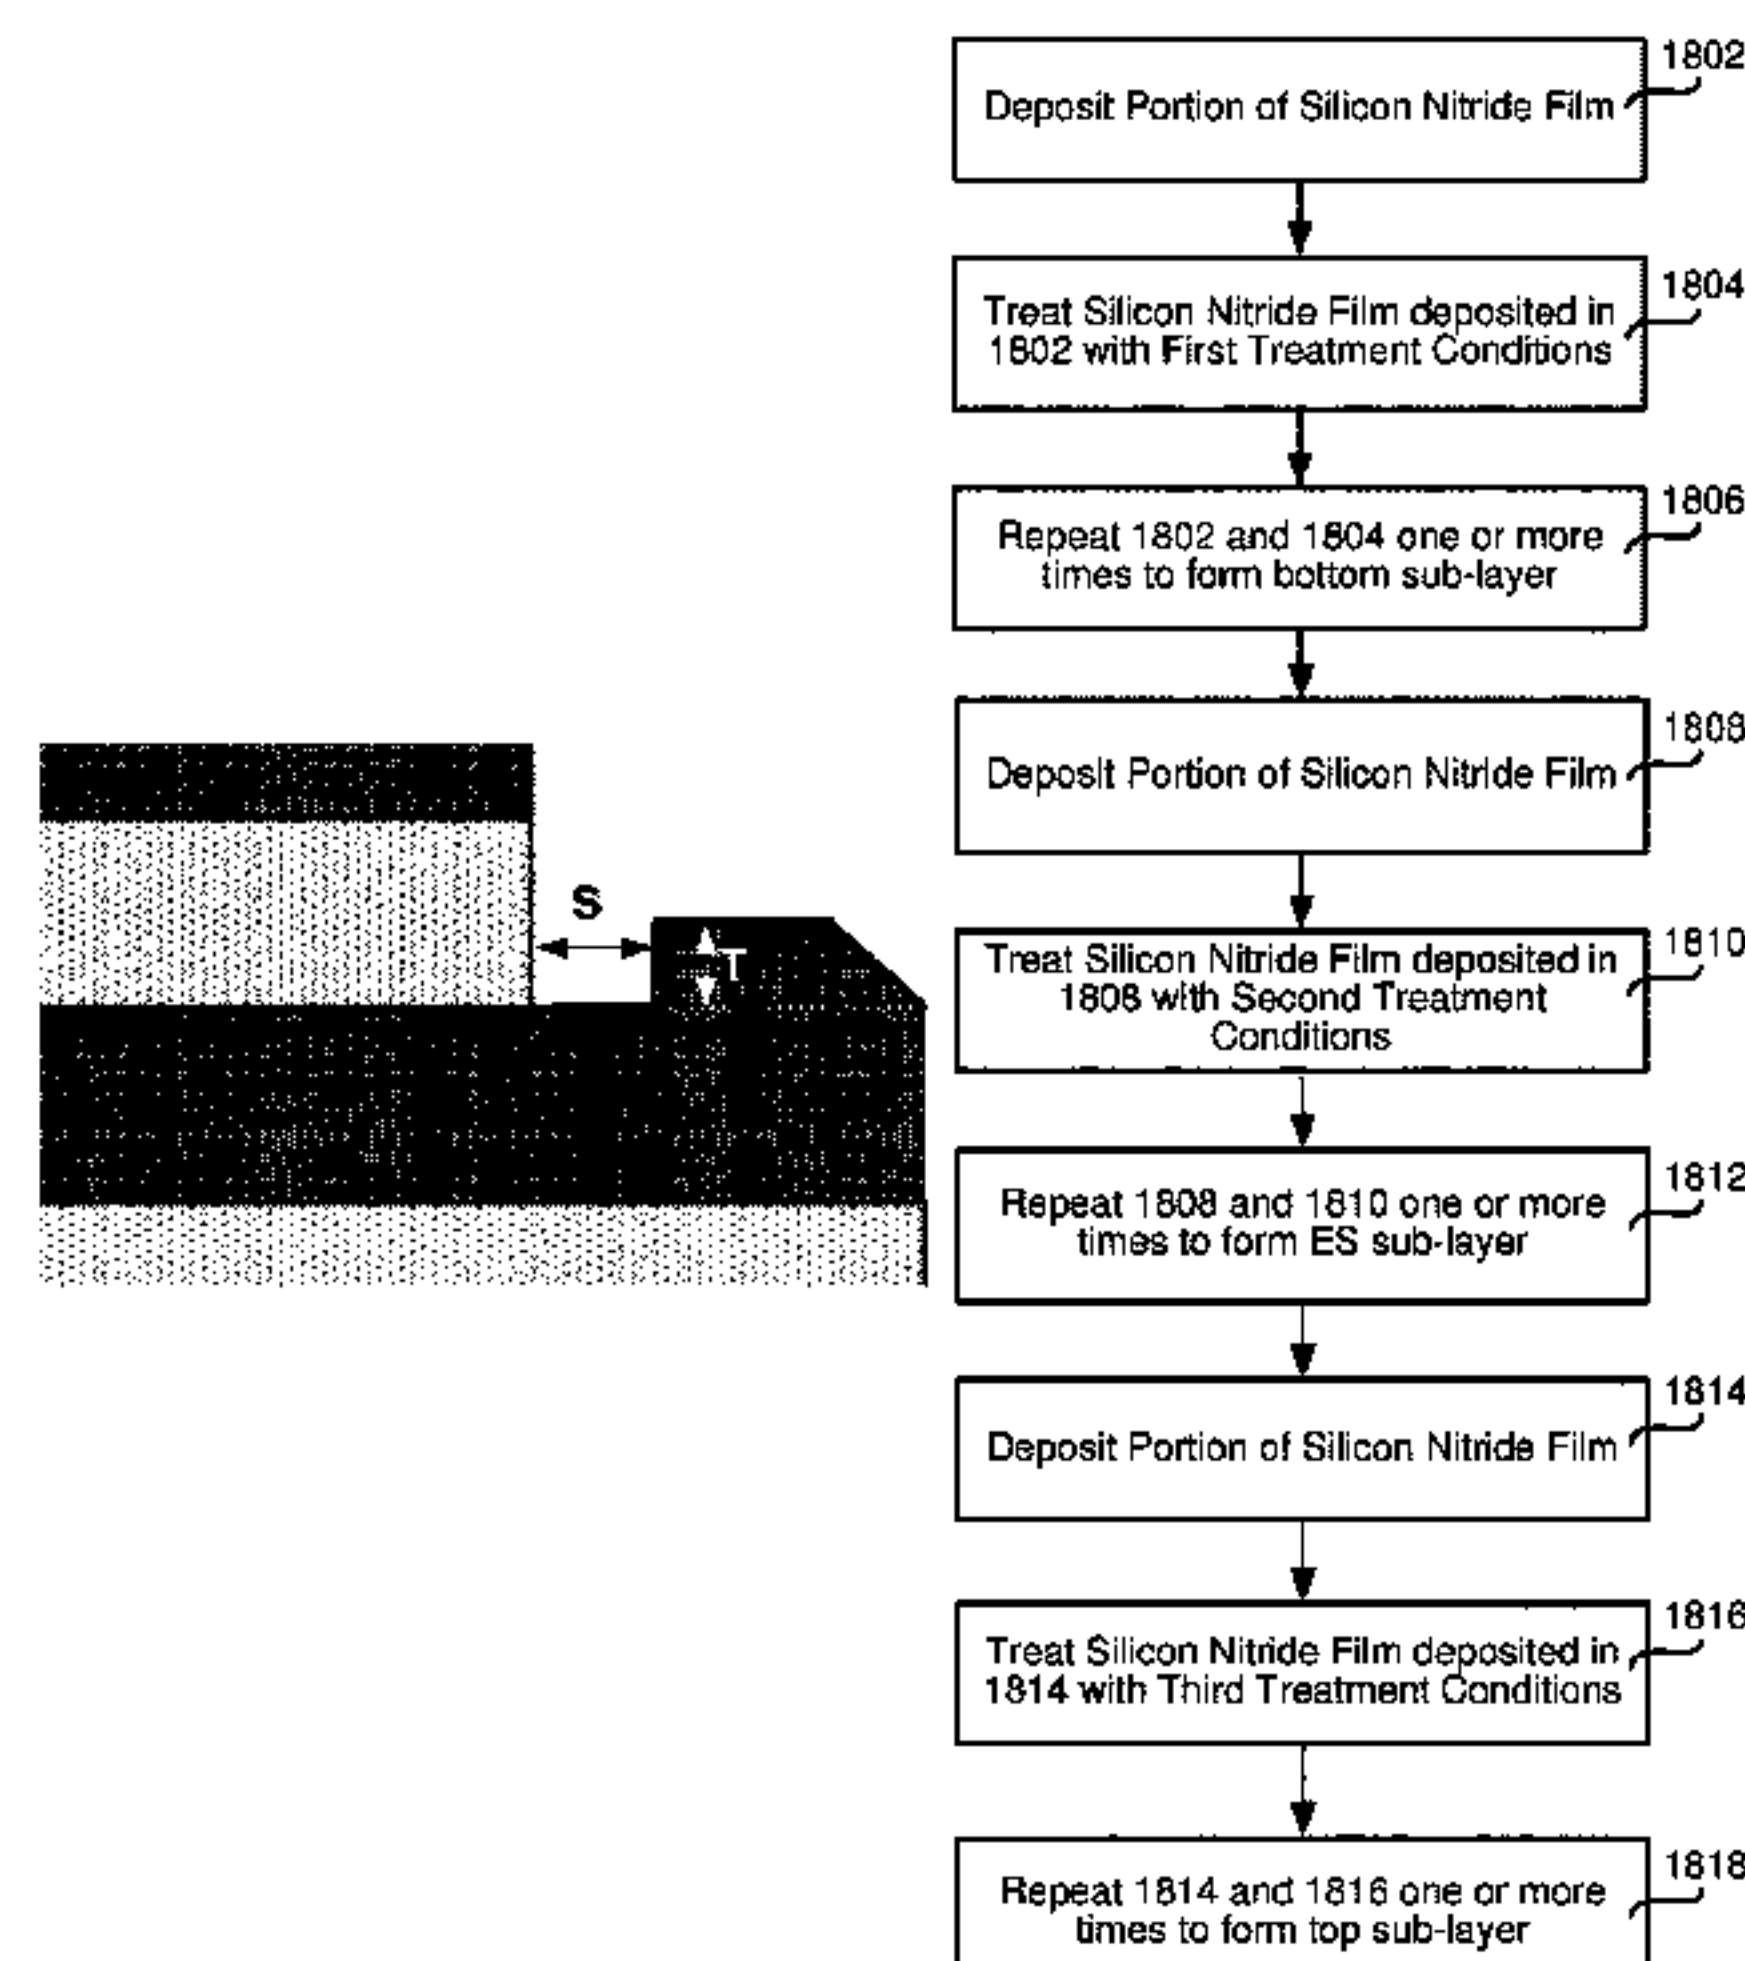 1802
Deposit Portion of Silicon Nitride Film
1804
Treat Silicon Nitride Film deposited in
1802 with First Treatment Conditions
1806
Repeat 1802 and 1804 one or more
times to form bottom sub-layer
1808
Deposit Portion of Silicon Nitride Film
S
T
1810
Treat Silicon Nitride Film deposited in
1808 with Second Treatment
Conditions
1812
Repeat 1808 and 1810 one or more
times to form ES sub-layer
1814
Deposit Portion of Silicon Nitride Film
1816
Treat Silicon Nitride Film deposited in
1814 with Third Treatment Conditions
1818
Repeat 1814 and 1816 one or more
times to form top sub-layer